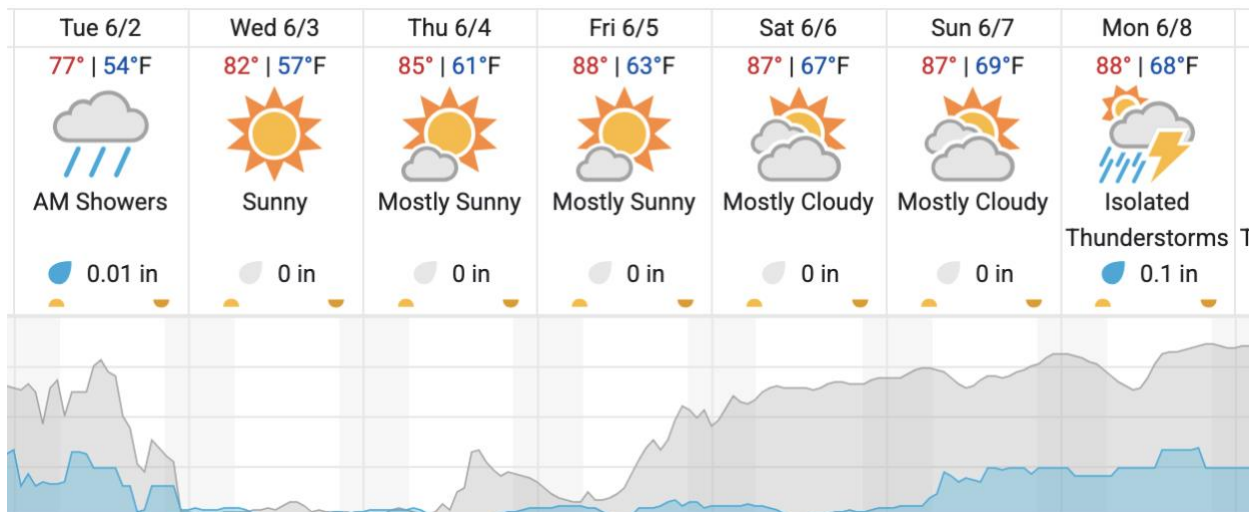 Tue 6/2 Wed 6/3 Thu 6/4 Fri 6/5 Sat 6/6 Sun 6/7 Mon 6/8
77° | 54°F 82° | 57°F 85° | 61°F 88° | 63°F 87° | 67°F 87° | 69°F 88° | 68°F
AM Showers Sunny Mostly Sunny Mostly Sunny Mostly Cloudy Mostly Cloudy Isolated
Thunderstorms T
0.01 in 0 in 0 in 0 in 0 in 0 in 0.1 in